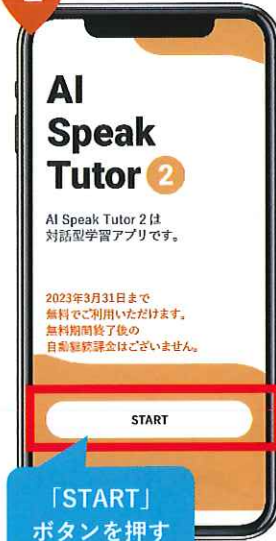 AI
Speak
Tutor 2
AI Speak Tutor 2 は
対話型学習アプリです。
2023年3月31日まで
無料でご利用いただけます。
無料期間終了後の
自動継続課金はございません。
START
「START」
ボタンを押す